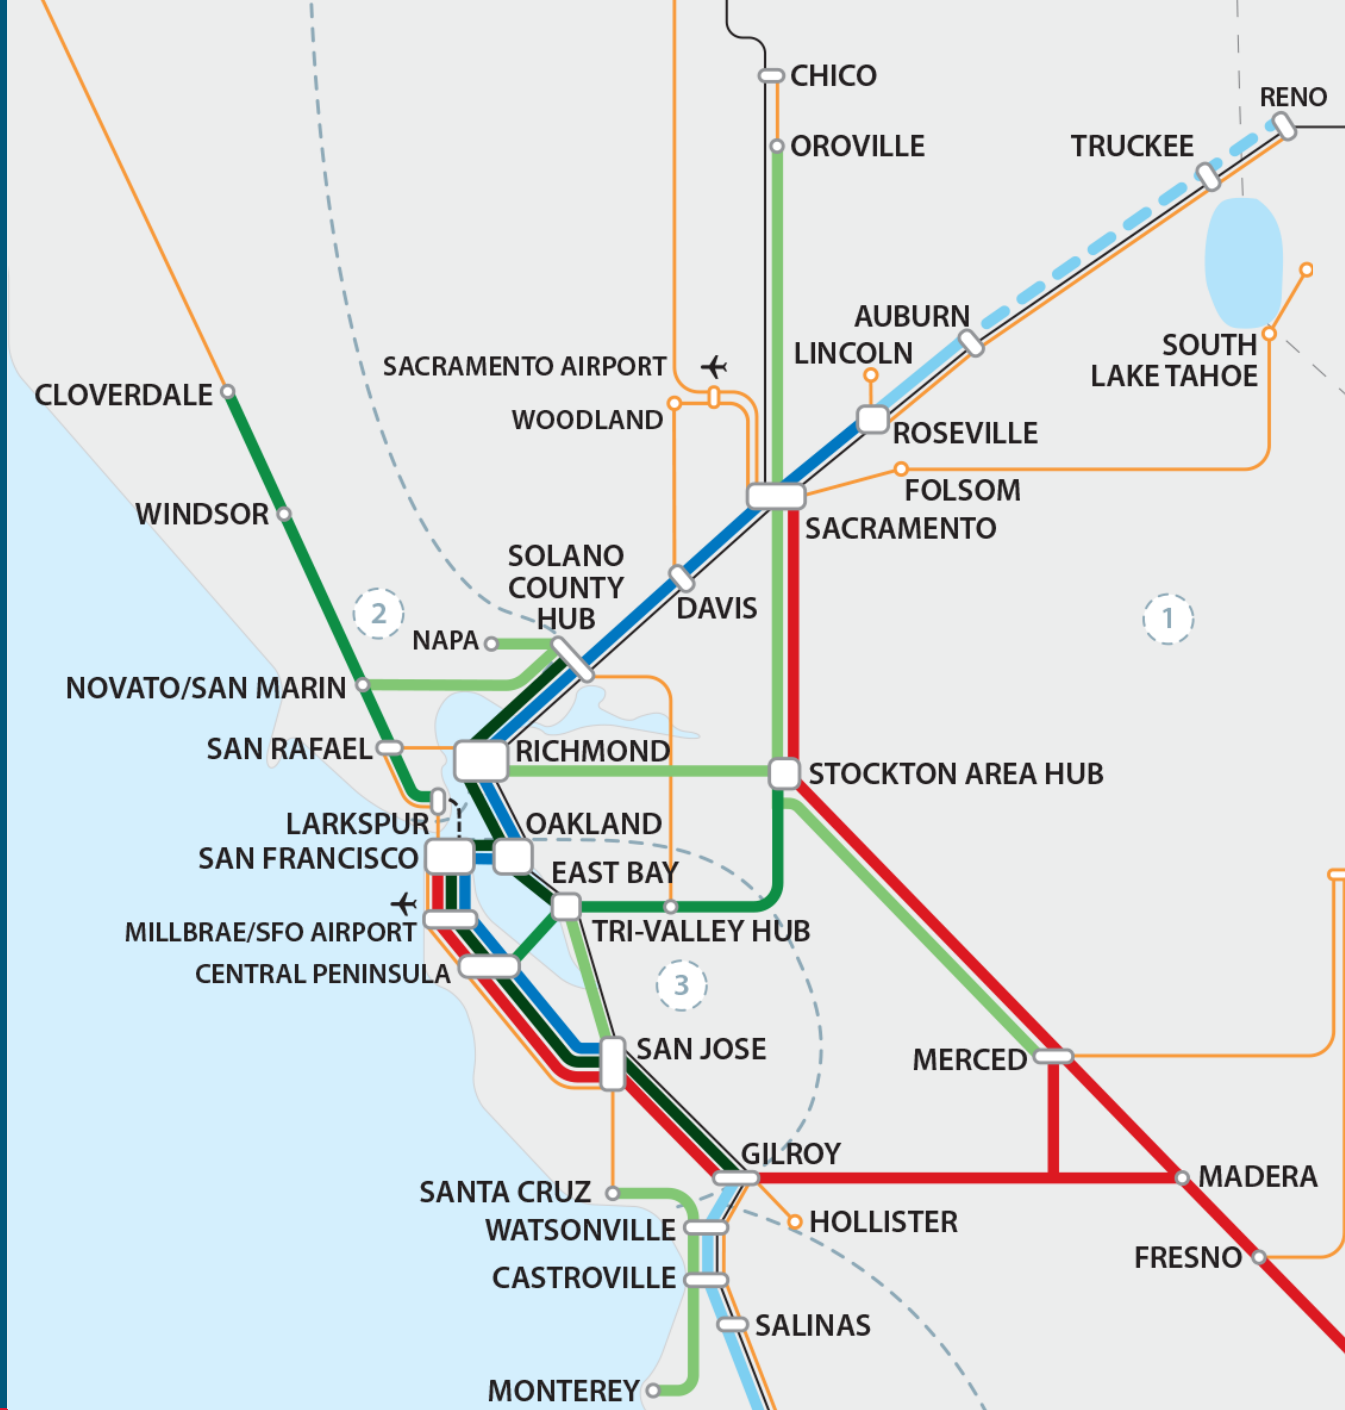 CHICO
RENO
OROVILLE
TRUCKEE
AUBURN
LINCOLN
SOUTH
LAKE TAHOE
SACRAMENTO AIRPORT
CLOVERDALE
WOODLAND
ROSEVILLE
FOLSOM
WINDSOR
SACRAMENTO
SOLANO
COUNTY
HUB
DAVIS
2
1
NAPA
NOVATO/SAN MARIN
SAN RAFAEL
RICHMOND
STOCKTON AREA HUB
LARKSPUR
OAKLAND
SAN FRANCISCO
EAST BAY
MILLBRAE/SFO AIRPORT
TRI-VALLEY HUB
CENTRAL PENINSULA
3
SAN JOSE
MERCED
GILROY
MADERA
SANTA CRUZ
WATSONVILLE
HOLLISTER
FRESNO
CASTROVILLE
SALINAS
MONTEREY